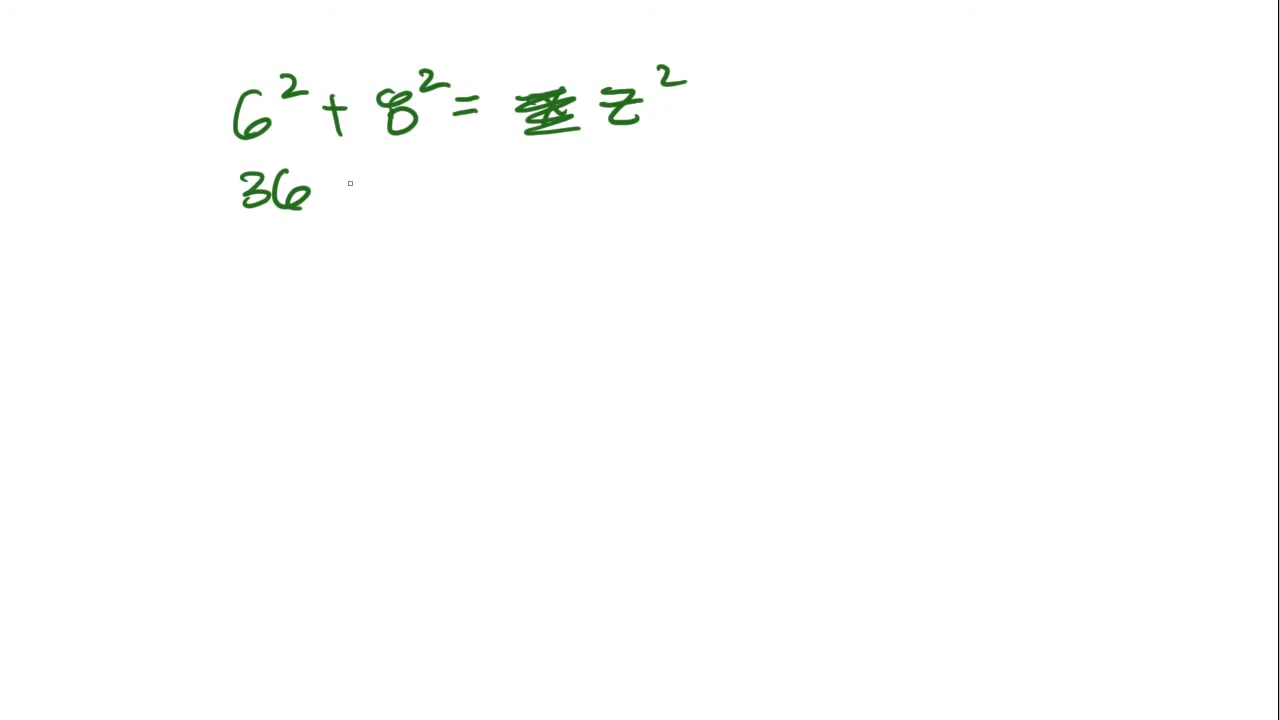 6² + 8² = z²
36